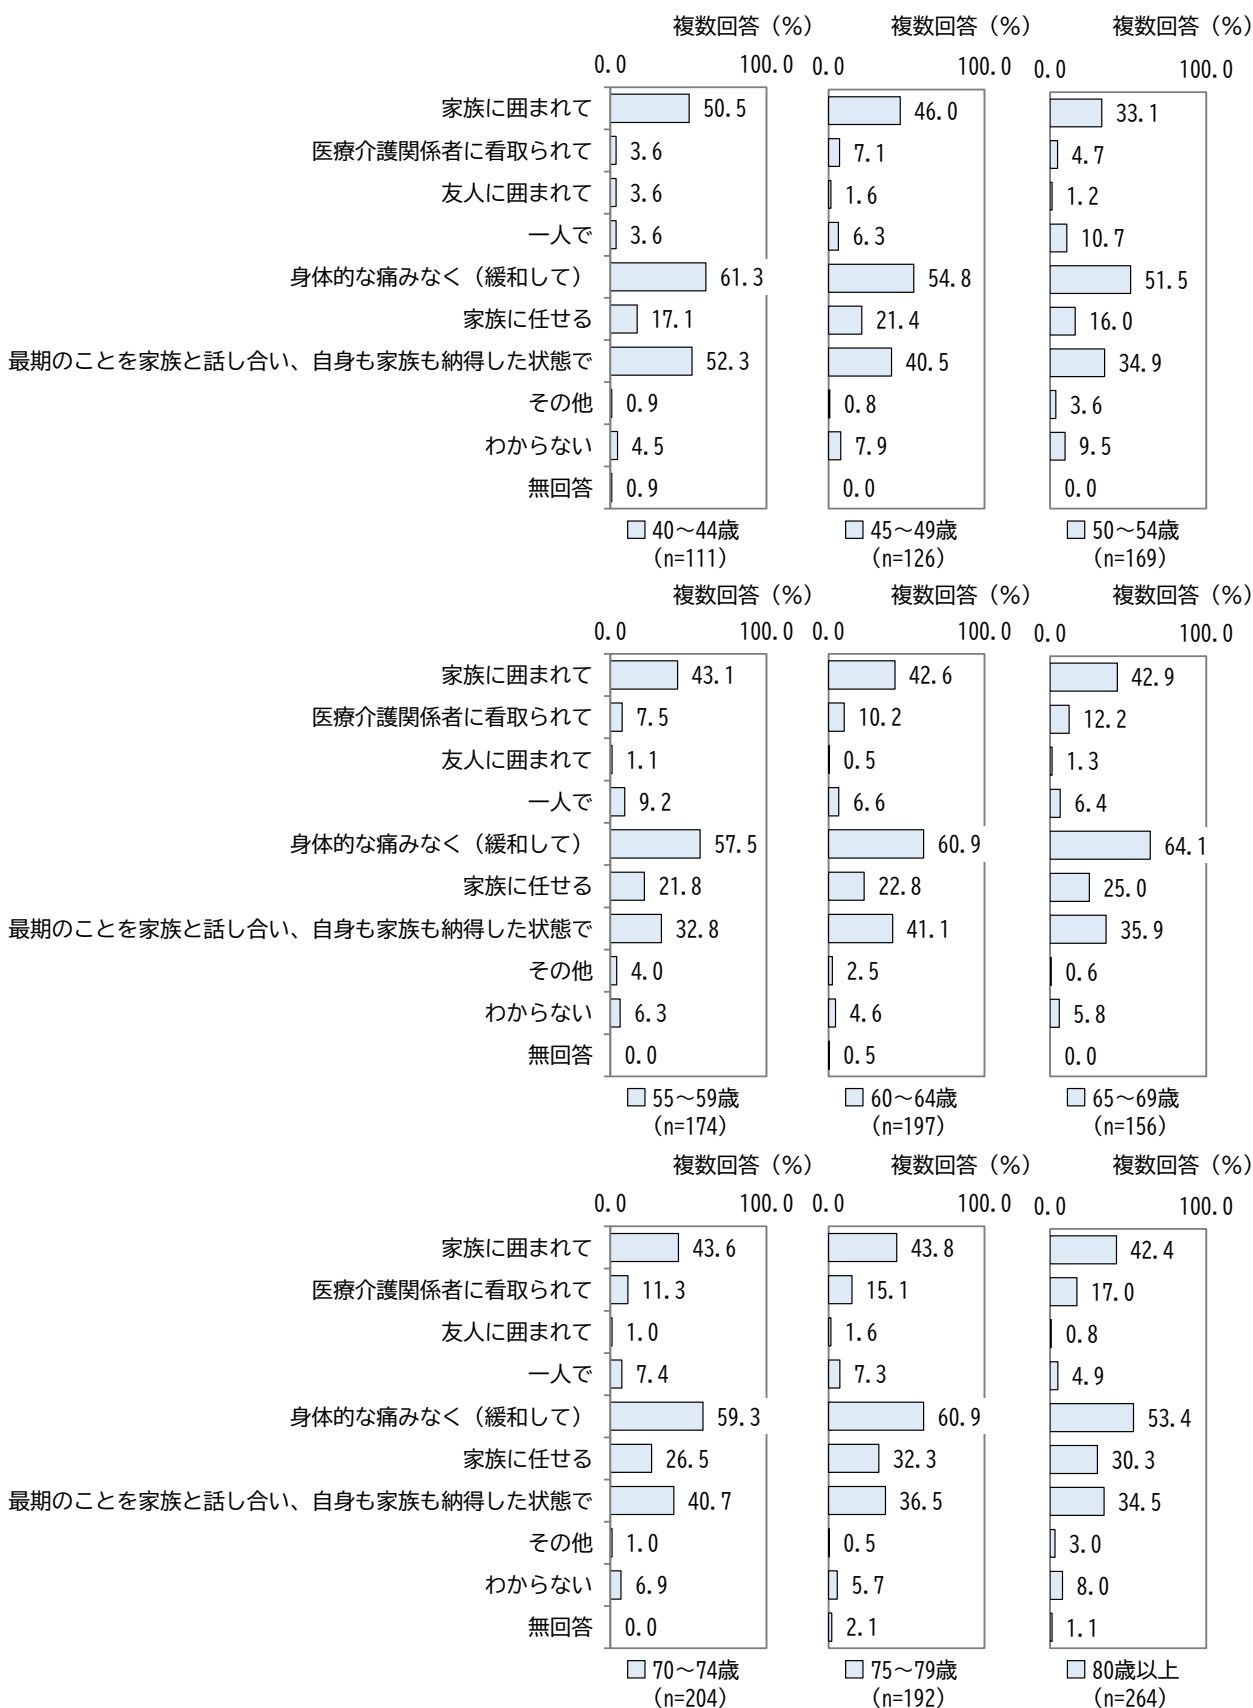 複数回答（%） 複数回答（%） 複数回答（%）
0.0 100.0 0.0 100.0 0.0 100.0
家族に囲まれて 50.5 46.0 33.1
医療介護関係者に看取られて 3.6 7.1 4.7
友人に囲まれて 3.6 1.6 1.2
一人で 3.6 6.3 10.7
身体的な痛みなく（緩和して） 61.3 54.8 51.5
家族に任せる 17.1 21.4 16.0
最期のことを家族と話し合い、自身も家族も納得した状態で 52.3 40.5 34.9
その他 0.9 0.8 3.6
わからない 4.5 7.9 9.5
無回答 0.9 0.0 0.0
40～44歳 45～49歳 50～54歳
(n=111) (n=126) (n=169)
複数回答（%） 複数回答（%） 複数回答（%）
0.0 100.0 0.0 100.0 0.0 100.0
家族に囲まれて 43.1 42.6 42.9
医療介護関係者に看取られて 7.5 10.2 12.2
友人に囲まれて 1.1 0.5 1.3
一人で 9.2 6.6 6.4
身体的な痛みなく（緩和して） 57.5 60.9 64.1
家族に任せる 21.8 22.8 25.0
最期のことを家族と話し合い、自身も家族も納得した状態で 32.8 41.1 35.9
その他 4.0 2.5 0.6
わからない 6.3 4.6 5.8
無回答 0.0 0.5 0.0
55～59歳 60～64歳 65～69歳
(n=174) (n=197) (n=156)
複数回答（%） 複数回答（%） 複数回答（%）
0.0 100.0 0.0 100.0 0.0 100.0
家族に囲まれて 43.6 43.8 42.4
医療介護関係者に看取られて 11.3 15.1 17.0
友人に囲まれて 1.0 1.6 0.8
一人で 7.4 7.3 4.9
身体的な痛みなく（緩和して） 59.3 60.9 53.4
家族に任せる 26.5 32.3 30.3
最期のことを家族と話し合い、自身も家族も納得した状態で 40.7 36.5 34.5
その他 1.0 0.5 3.0
わからない 6.9 5.7 8.0
無回答 0.0 2.1 1.1
70～74歳 75～79歳 80歳以上
(n=204) (n=192) (n=264)